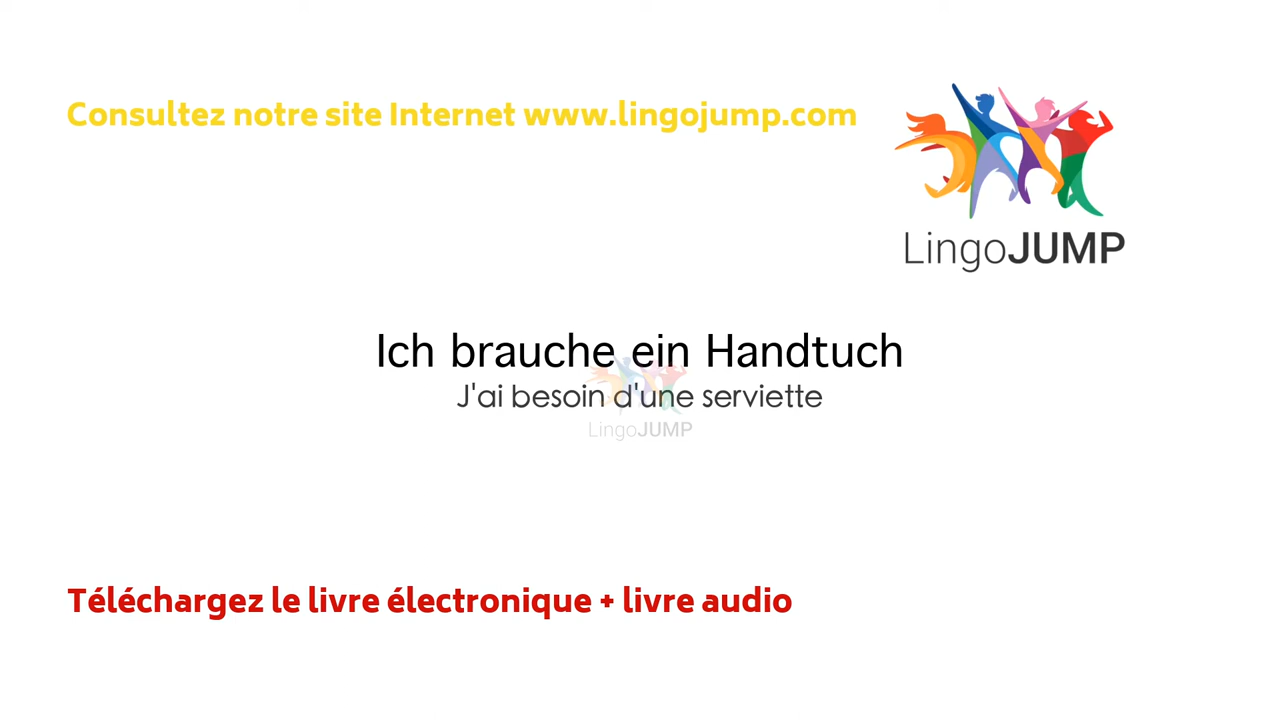 Consultez notre site Internet www.lingojump.com
LingoJUMP
Ich brauche ein Handtuch
J'ai besoin d'une serviette
LingoJUMP
Téléchargez le livre électronique + livre audio